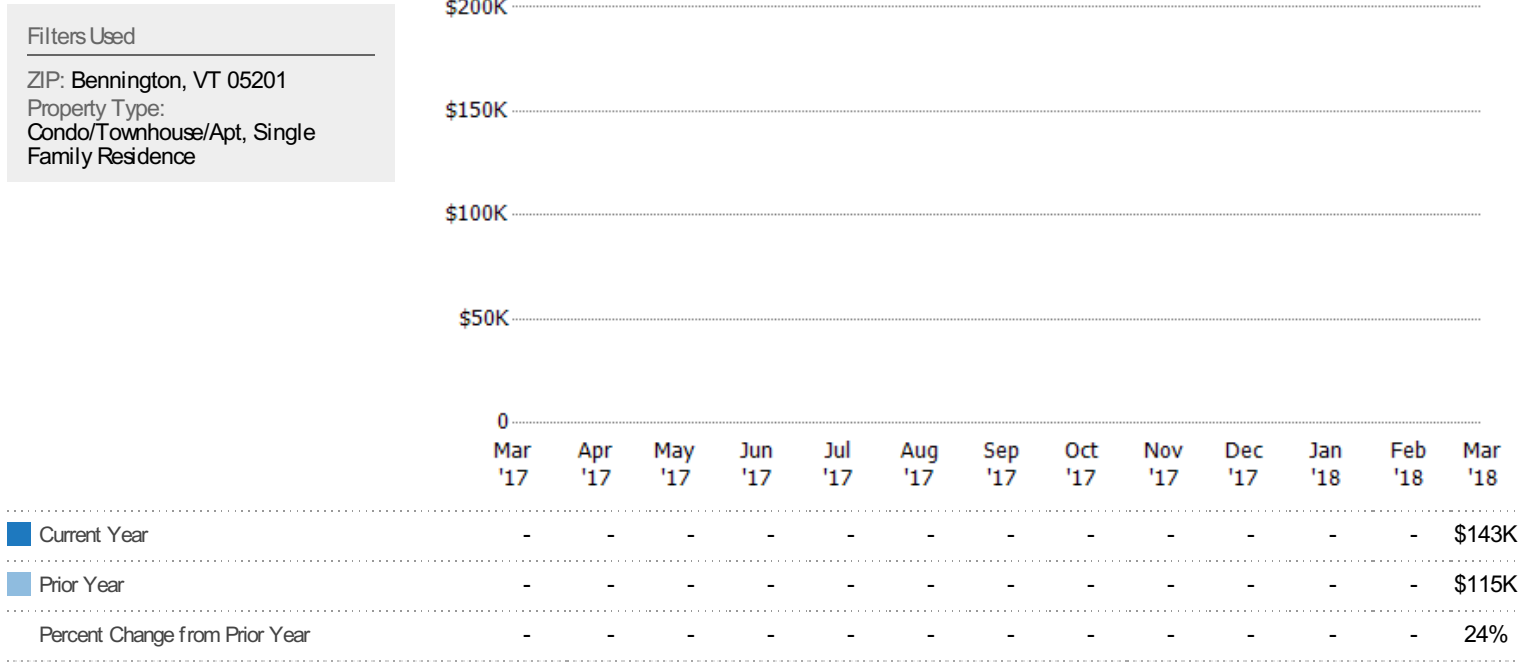 Filters Used
ZIP: Bennington, VT 05201
Property Type:
Condo/Townhouse/Apt, Single
Family Residence
$200K
$150K
$100K
$50K
0
Mar Apr May Jun Jul Aug Sep Oct Nov Dec Jan Feb Mar
'17 '17 '17 '17 '17 '17 '17 '17 '17 '17 '18 '18 '18
Current Year - - - - - - - - - - - - $143K
Prior Year - - - - - - - - - - - - $115K
Percent Change from Prior Year - - - - - - - - - - - - 24%